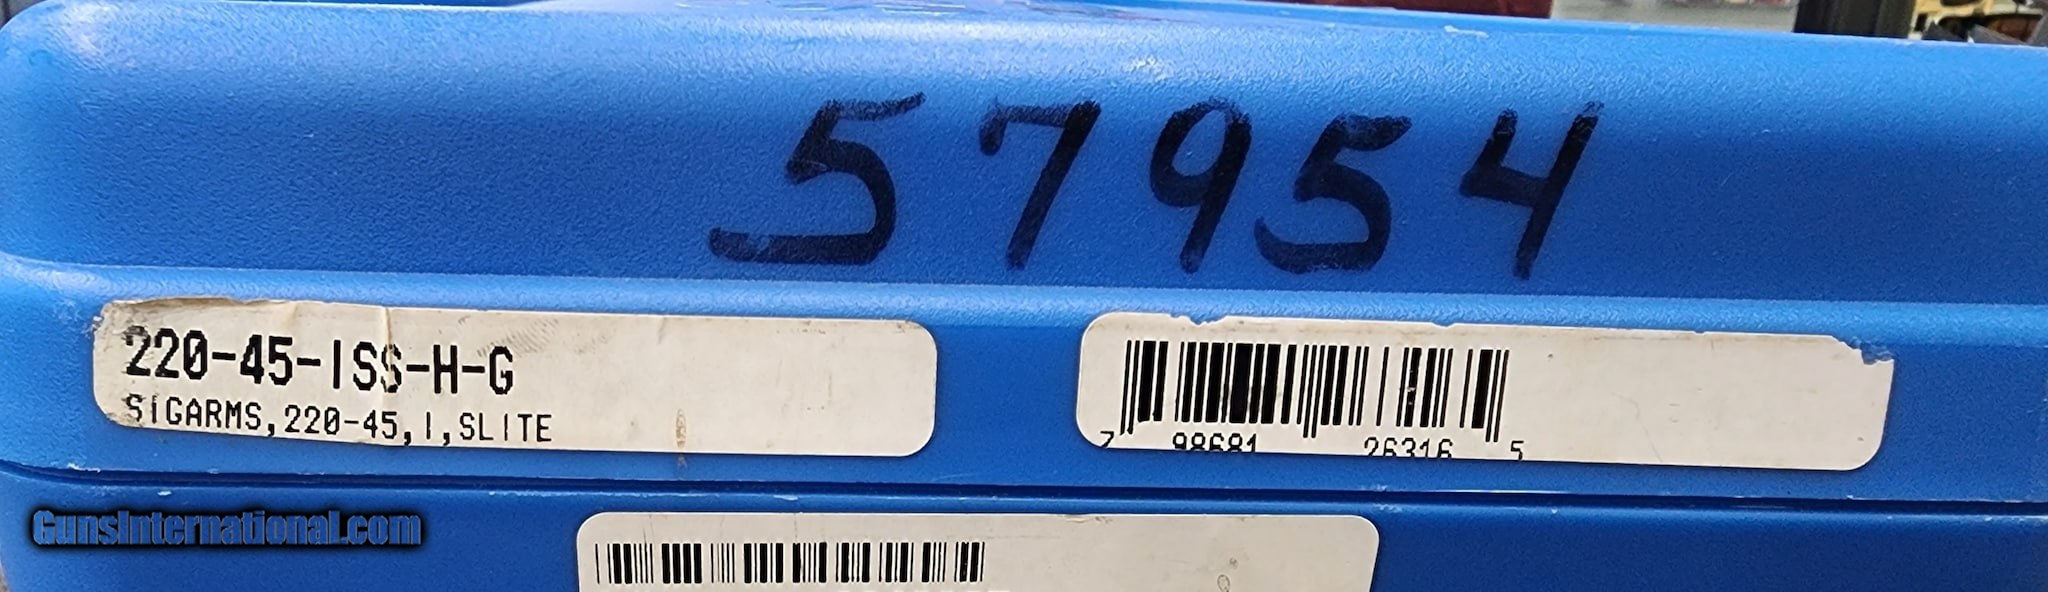 57954
220-45-ISS-H-G
SIGARMS,220-45,I,SLITE
7 98681 26316 5
GunsInternational.com